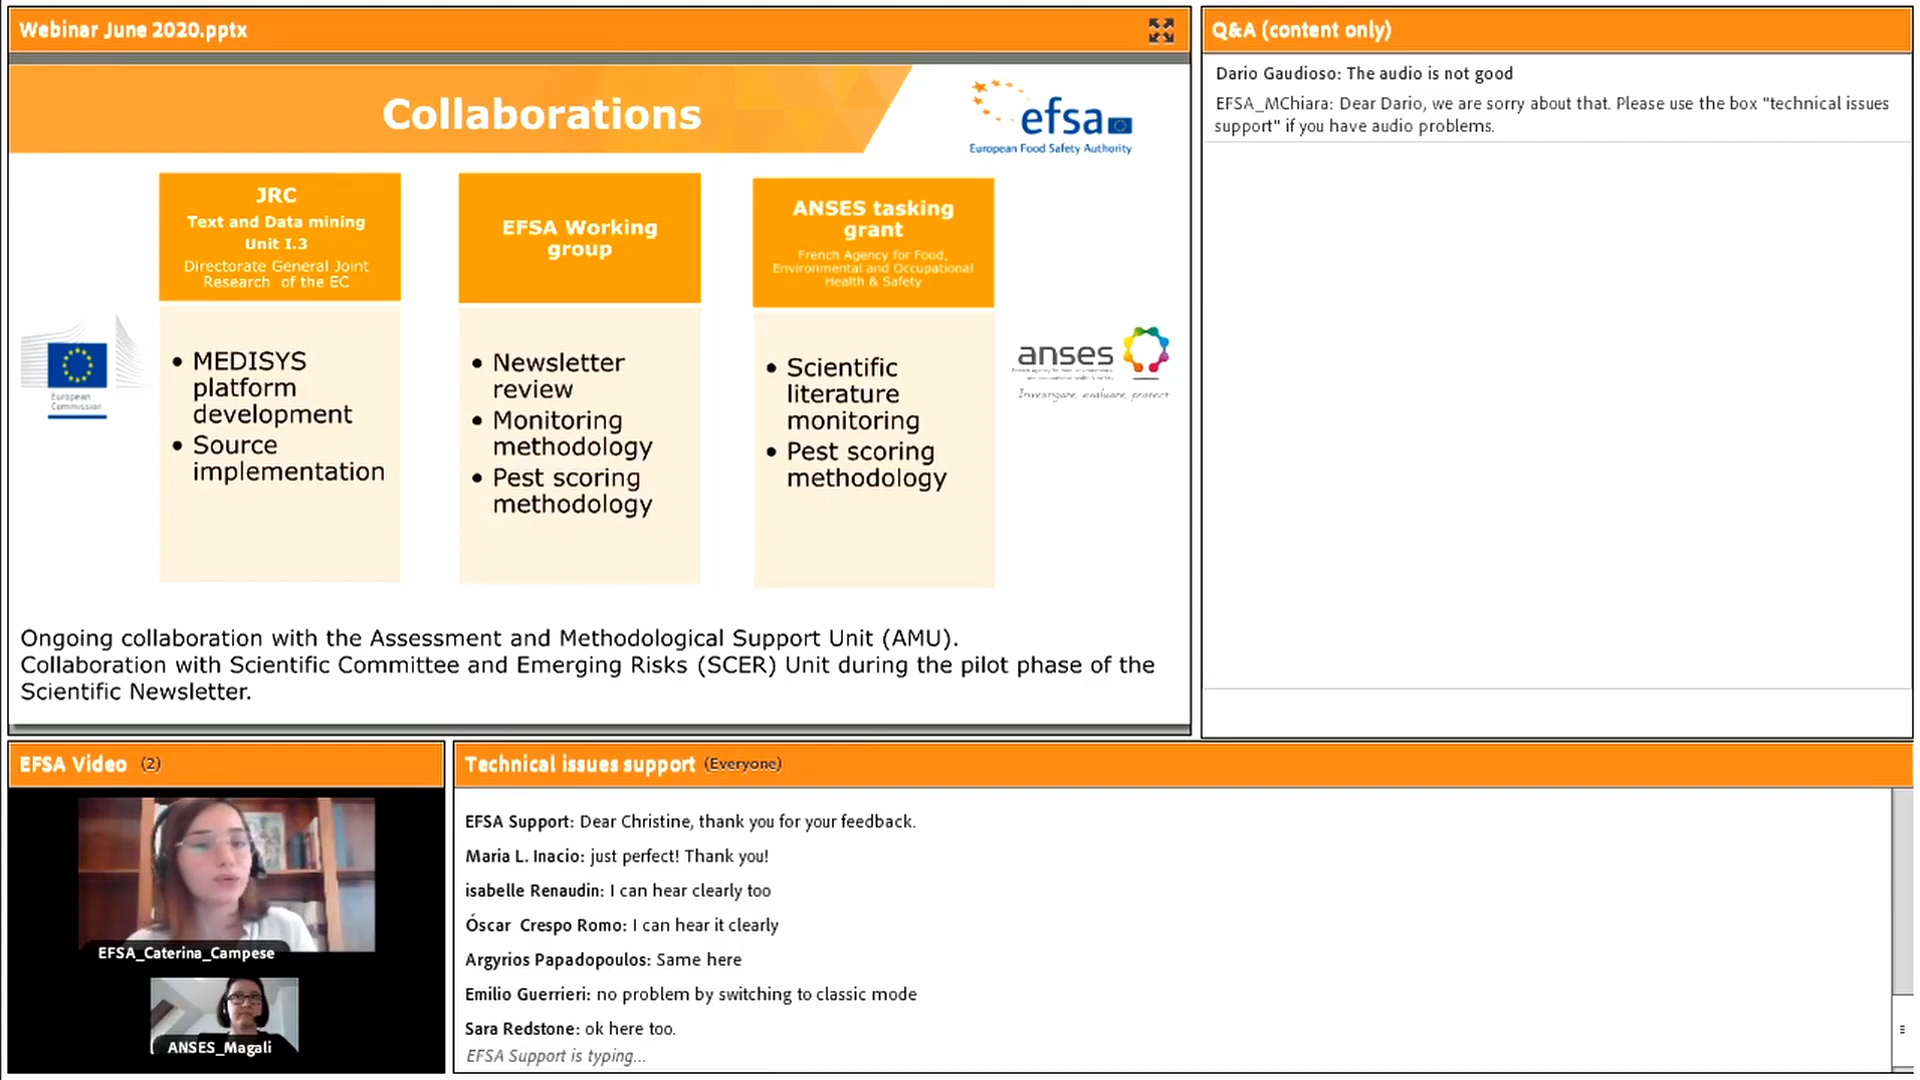 Webinar June 2020.pptx
Collaborations
efsa
European Food Safety Authority
JRC
Text and Data mining
Unit I.3
Directorate General Joint
Research of the EC
EFSA Working
group
ANSES tasking
grant
French Agency for Food,
Environmental and Occupational
Health & Safety
European
Commission
• MEDISYS
platform
development
• Source
implementation
• Newsletter
review
• Monitoring
methodology
• Pest scoring
methodology
• Scientific
literature
monitoring
• Pest scoring
methodology
anses
Investigate, evaluate, protect
Ongoing collaboration with the Assessment and Methodological Support Unit (AMU).
Collaboration with Scientific Committee and Emerging Risks (SCER) Unit during the pilot phase of the
Scientific Newsletter.
Q&A (content only)
Dario Gaudioso: The audio is not good
EFSA_MChiara: Dear Dario, we are sorry about that. Please use the box "technical issues
support" if you have audio problems.
EFSA Video (2)
EFSA_Caterina_Campese
ANSES_Magali
Technical issues support (Everyone)
EFSA Support: Dear Christine, thank you for your feedback.
Maria L. Inacio: just perfect! Thank you!
isabelle Renaudin: I can hear clearly too
Óscar Crespo Romo: I can hear it clearly
Argyrios Papadopoulos: Same here
Emilio Guerrieri: no problem by switching to classic mode
Sara Redstone: ok here too.
EFSA Support is typing...